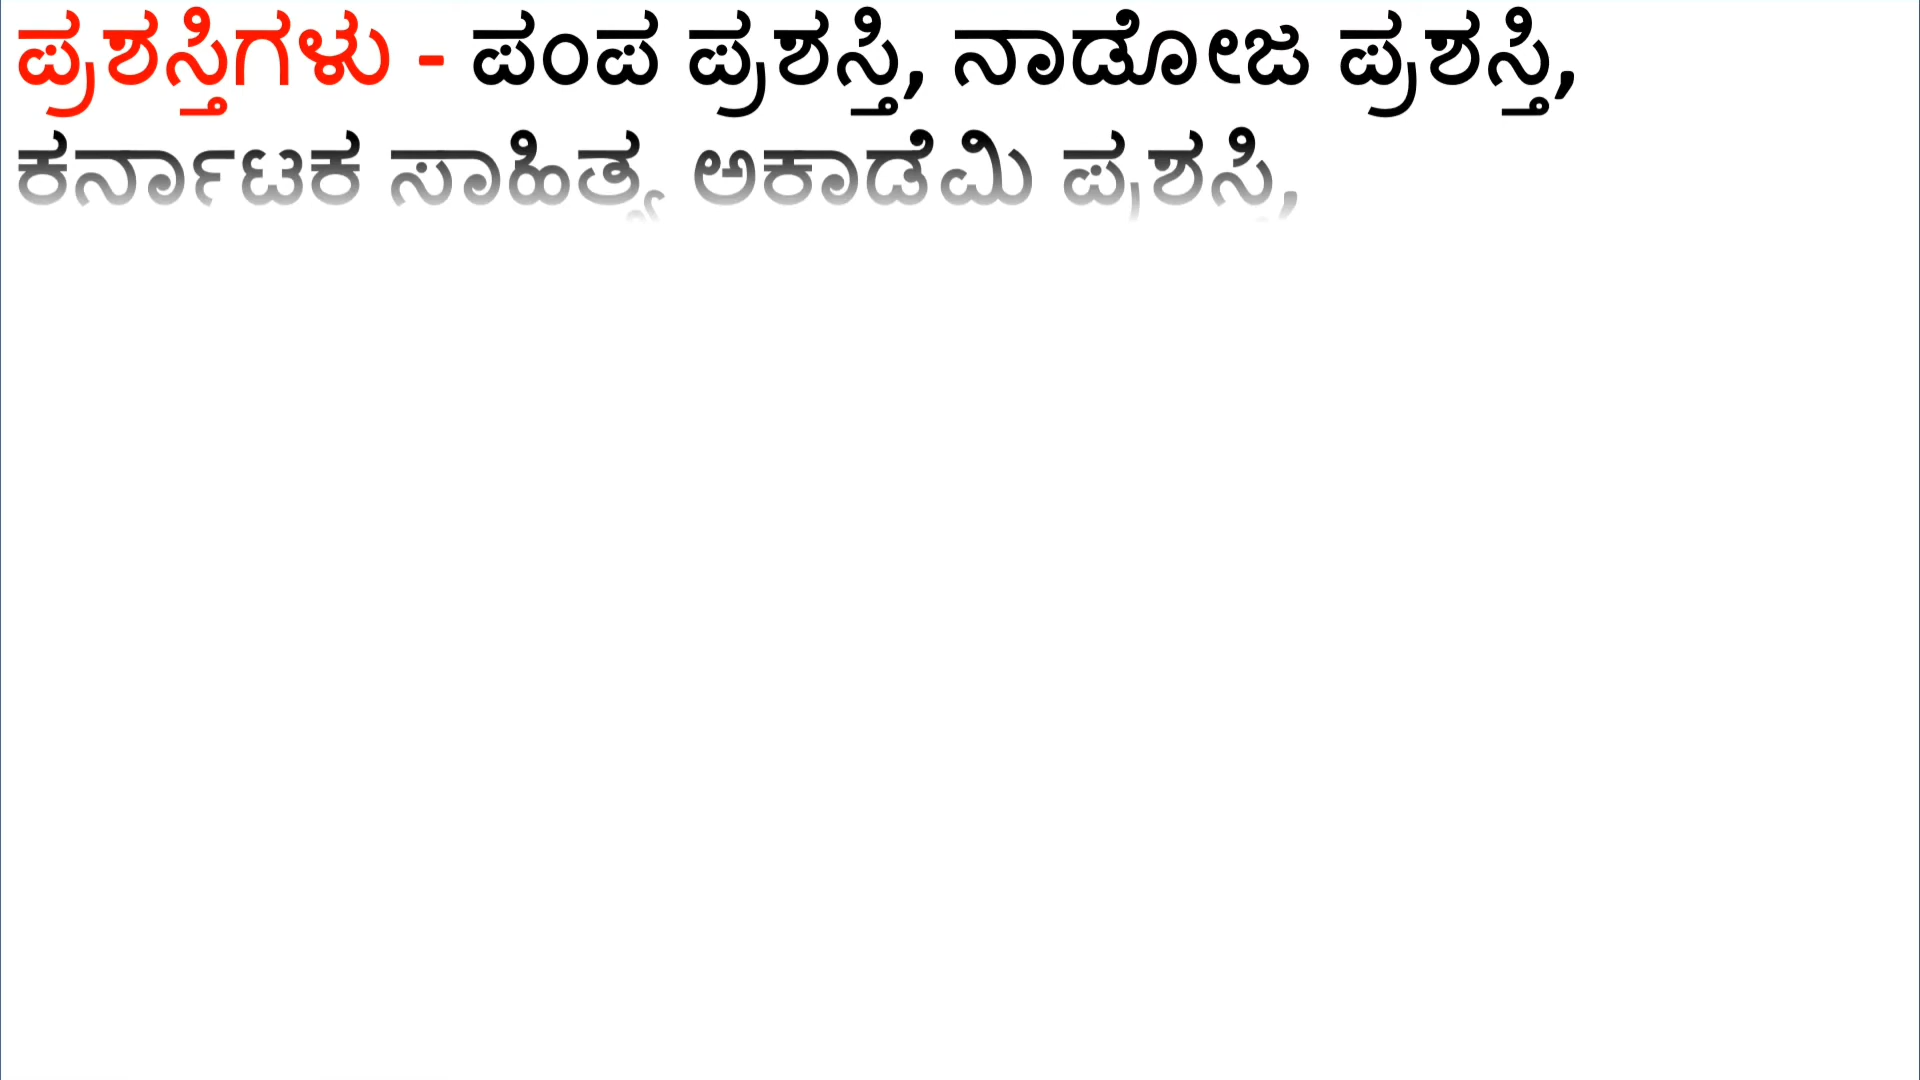 ಪ್ರಶಸ್ತಿಗಳು - ಪಂಪ ಪ್ರಶಸ್ತಿ, ನಾಡೋಜ ಪ್ರಶಸ್ತಿ,
ಕರ್ನಾಟಕ ಸಾಹಿತ್ಯ ಅಕಾಡೆಮಿ ಪ್ರಶಸ್ತಿ,